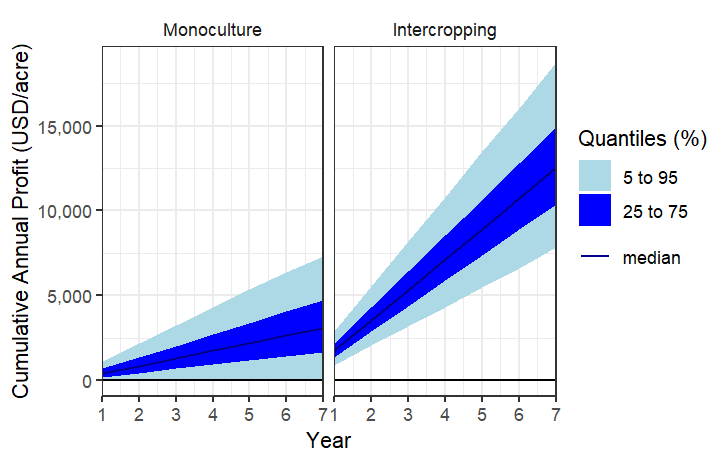 Monoculture
Intercropping
Cumulative Annual Profit (USD/acre)
15,000
10,000
5,000
0
1 2 3 4 5 6 7
1 2 3 4 5 6 7
Year
Quantiles (%)
5 to 95
25 to 75
median